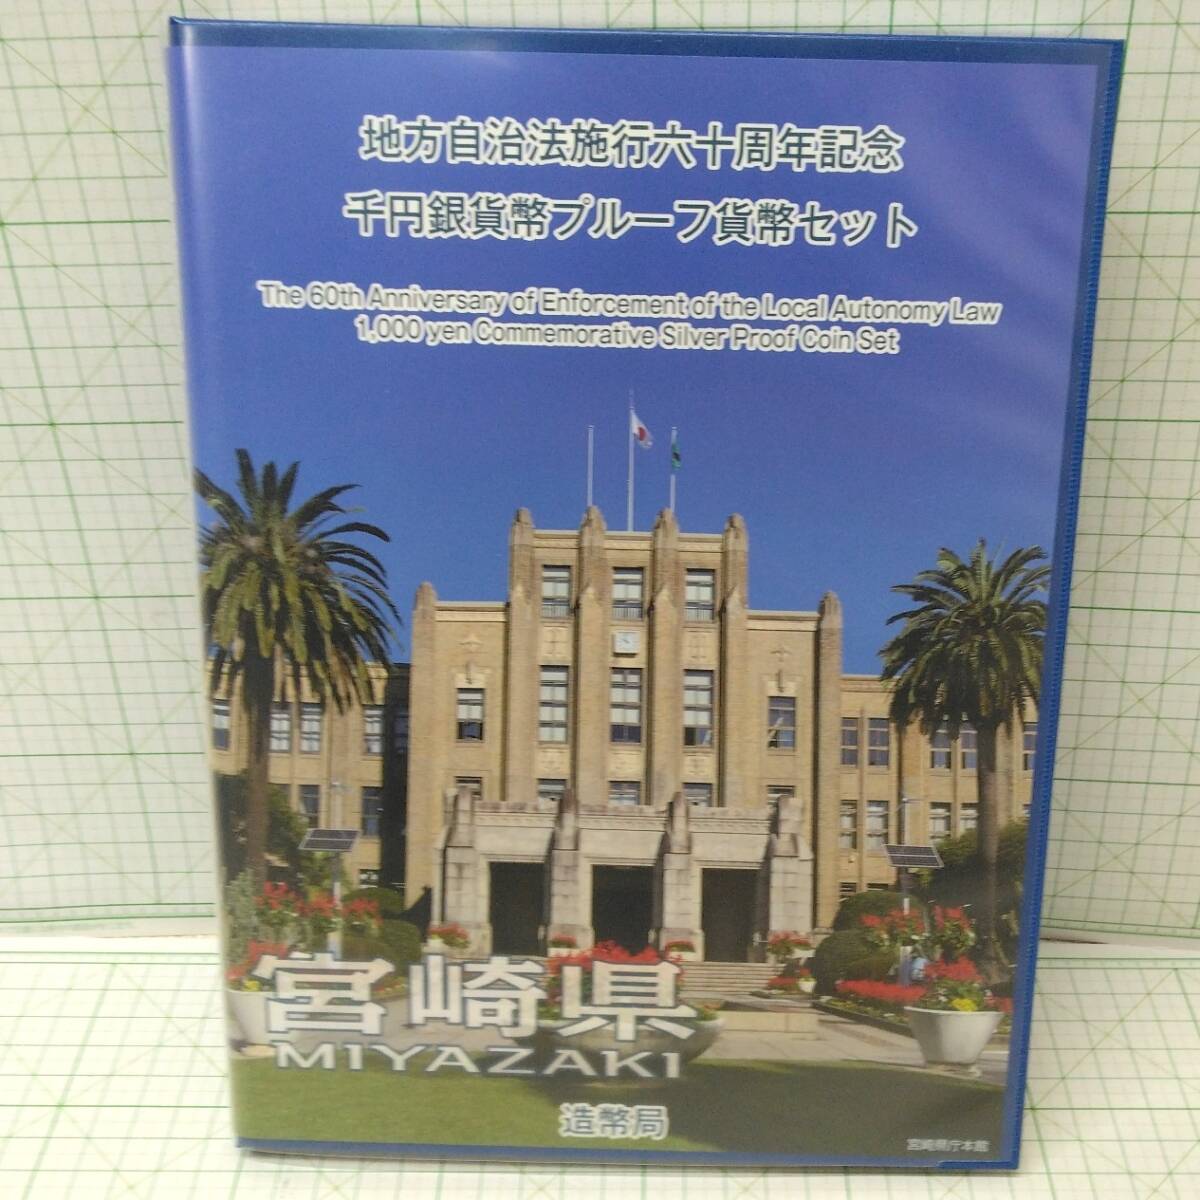 地方自治法施行六十周年記念
千円銀貨幣プルーフ貨幣セット
The 60th Anniversary of Enforcement of the Local Autonomy Law
1,000 yen Commemorative Silver Proof Coin Set
宮崎県
MIYAZAKI
造幣局
宮崎県庁本館